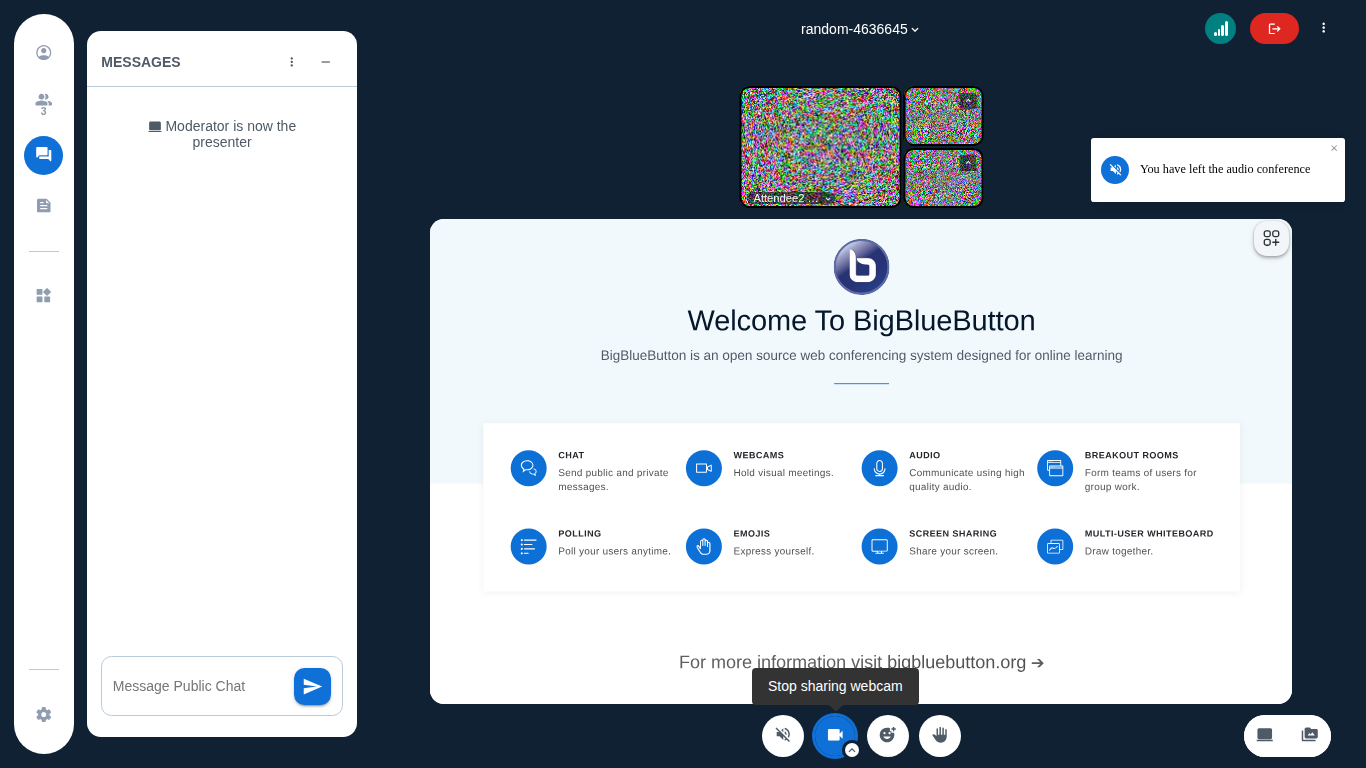 random-4636645
3
MESSAGES
Moderator is now the
presenter
Message Public Chat
Attendee2 ...
You have left the audio conference
Welcome To BigBlueButton
BigBlueButton is an open source web conferencing system designed for online learning
CHAT
Send public and private
messages.
WEBCAMS
Hold visual meetings.
AUDIO
Communicate using high
quality audio.
BREAKOUT ROOMS
Form teams of users for
group work.
POLLING
Poll your users anytime.
EMOJIS
Express yourself.
SCREEN SHARING
Share your screen.
MULTI-USER WHITEBOARD
Draw together.
For more information visit bigbluebutton.org ➔
Stop sharing webcam